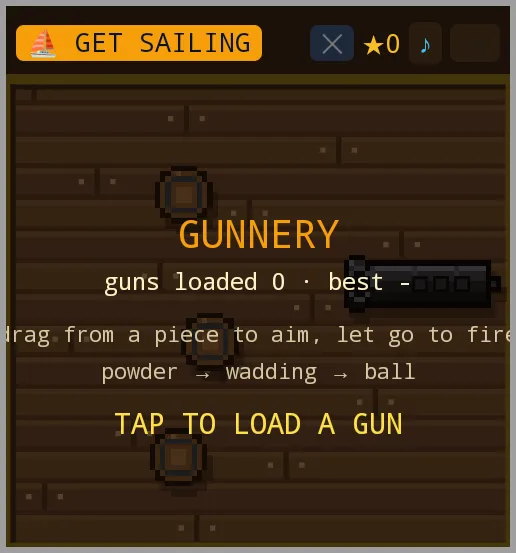 ⛵ GET SAILING
★0 ♪
GUNNERY
guns loaded 0 · best -
drag from a piece to aim, let go to fire
powder → wadding → ball
TAP TO LOAD A GUN